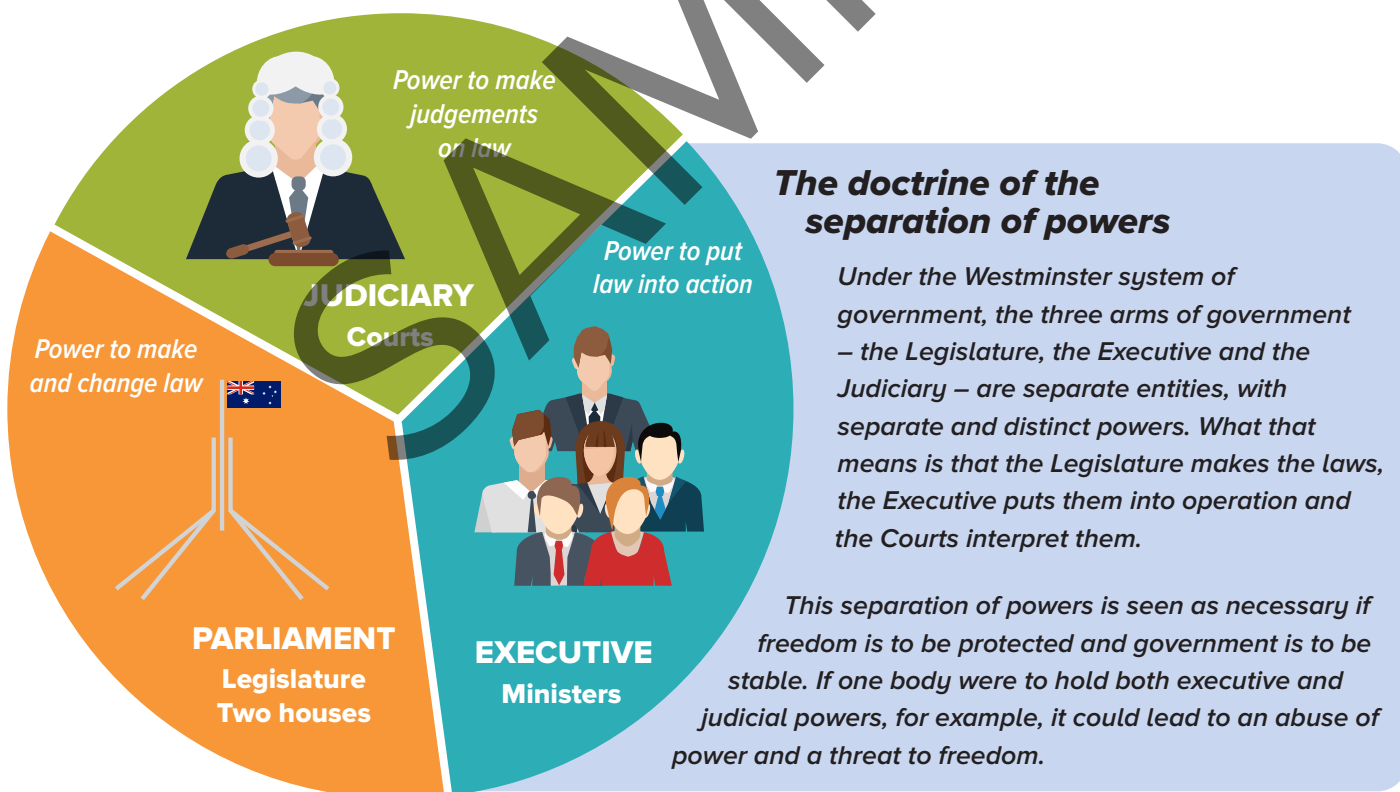 Power to make
judgements
on law
JUDICIARY
Courts
Power to put
law into action
Power to make
and change law
PARLIAMENT
Legislature
Two houses
EXECUTIVE
Ministers
The doctrine of the
separation of powers
Under the Westminster system of
government, the three arms of government
– the Legislature, the Executive and the
Judiciary – are separate entities, with
separate and distinct powers. What that
means is that the Legislature makes the laws,
the Executive puts them into operation and
the Courts interpret them.
This separation of powers is seen as necessary if
freedom is to be protected and government is to be
stable. If one body were to hold both executive and
judicial powers, for example, it could lead to an abuse of
power and a threat to freedom.
SAM